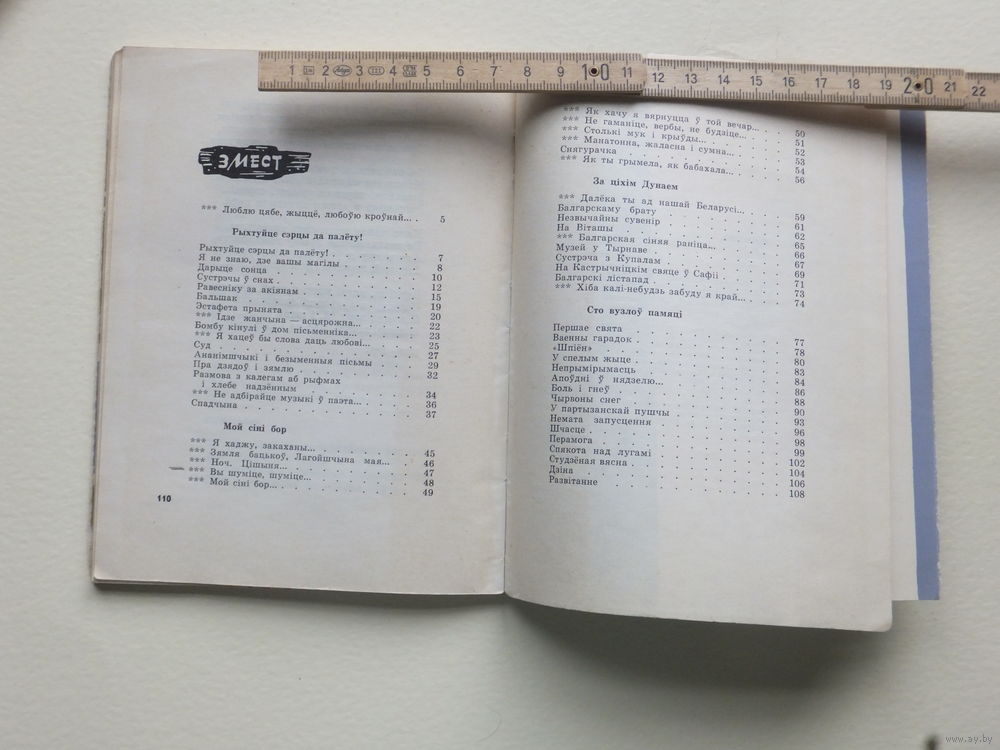 1 2 3 4 5 6 7 8 9 10 11 12 13 14 15 16 17 18 19 20 21 22
ЗМЕСТ
*** Люблю цябе, жыццё, любоўю кроўнай... . 5
Рыхтуйце сэрцы да палёту!
Рыхтуйце сэрцы да палёту! . . . . . . 7
Я не знаю, дзе вашы магілы . . . . . 8
Дарыце сонца . . . . . . . . 10
Сустрэчы ў снах . . . . . . . . 12
Равесніку за акіянам . . . . . . . 15
Бальшак . . . . . . . . . 19
Эстафета прынята . . . . . . . 20
*** Ідзе жанчына — асцярожна... . . . . 22
Бомбу кінулі ў дом пісьменніка... . . . . 23
*** Я хацеў бы слова даць любові... . . . 25
Суд . . . . . . . . . . 27
Ананімшчыкі і безыменныя пісьмы . . . . 29
Пра дзядоў і зямлю . . . . . . . 32
Размова з калегам аб рыфмах
і хлебе надзённым . . . . . . . 34
*** Не адбірайце музыкі ў паэта... . . . . 36
Спадчына . . . . . . . . . 37
Мой сіні бор
*** Я хаджу, закаханы... . . . . . . 45
*** Зямля бацькоў, Лагойшчына мая... . . . 46
*** Ноч. Цішыня... . . . . . . . 47
*** Вы шуміце, шуміце... . . . . . . 48
*** Мой сіні бор... . . . . . . . 49
110
*** Як хачу я вярнуцца ў той вечар... . . 50
*** Не гаманіце, вербы, не будзіце... . . . 51
*** Столькі мук і крыўды... . . . . . 52
*** Манатонна, жаласна і сумна... . . . . 53
Снягурачка . . . . . . . . 54
*** Як ты грымела, як бабахала... . . . . 56
За ціхім Дунаем
*** Далёка ты ад нашай Беларусі... . . . 59
Балгарскаму брату . . . . . . . 61
Незвычайны сувенір . . . . . . . 62
На Віташы . . . . . . . . . 65
*** Балгарская сіняя раніца... . . . . . 66
Музей у Тырнаве . . . . . . . 67
Сустрэча з Купалам . . . . . . . 69
На Кастрычніцкім свяце ў Сафіі . . . . 71
Балгарскі лістапад . . . . . . . 73
*** Хіба калі-небудзь забуду я край... . . . 74
Сто вузлоў памяці
Першае свята . . . . . . . . 77
Ваенны гарадок . . . . . . . . 78
«Шпіён» . . . . . . . . . 80
У спелым жыце . . . . . . . . 83
Непрымірымасць . . . . . . . . 84
Апоўдні ў нядзелю... . . . . . . . 86
Боль і гнеў . . . . . . . . . 88
Чырвоны снег . . . . . . . . 90
У партызанскай пушчы . . . . . . 93
Немата запусцення . . . . . . . 96
Шчасце . . . . . . . . . . 98
Перамога . . . . . . . . . 99
Спякота над лугамі . . . . . . . 102
Студзёная вясна . . . . . . . . 104
Дзіна . . . . . . . . . . 106
Развітанне . . . . . . . . . 108
www.ay.by